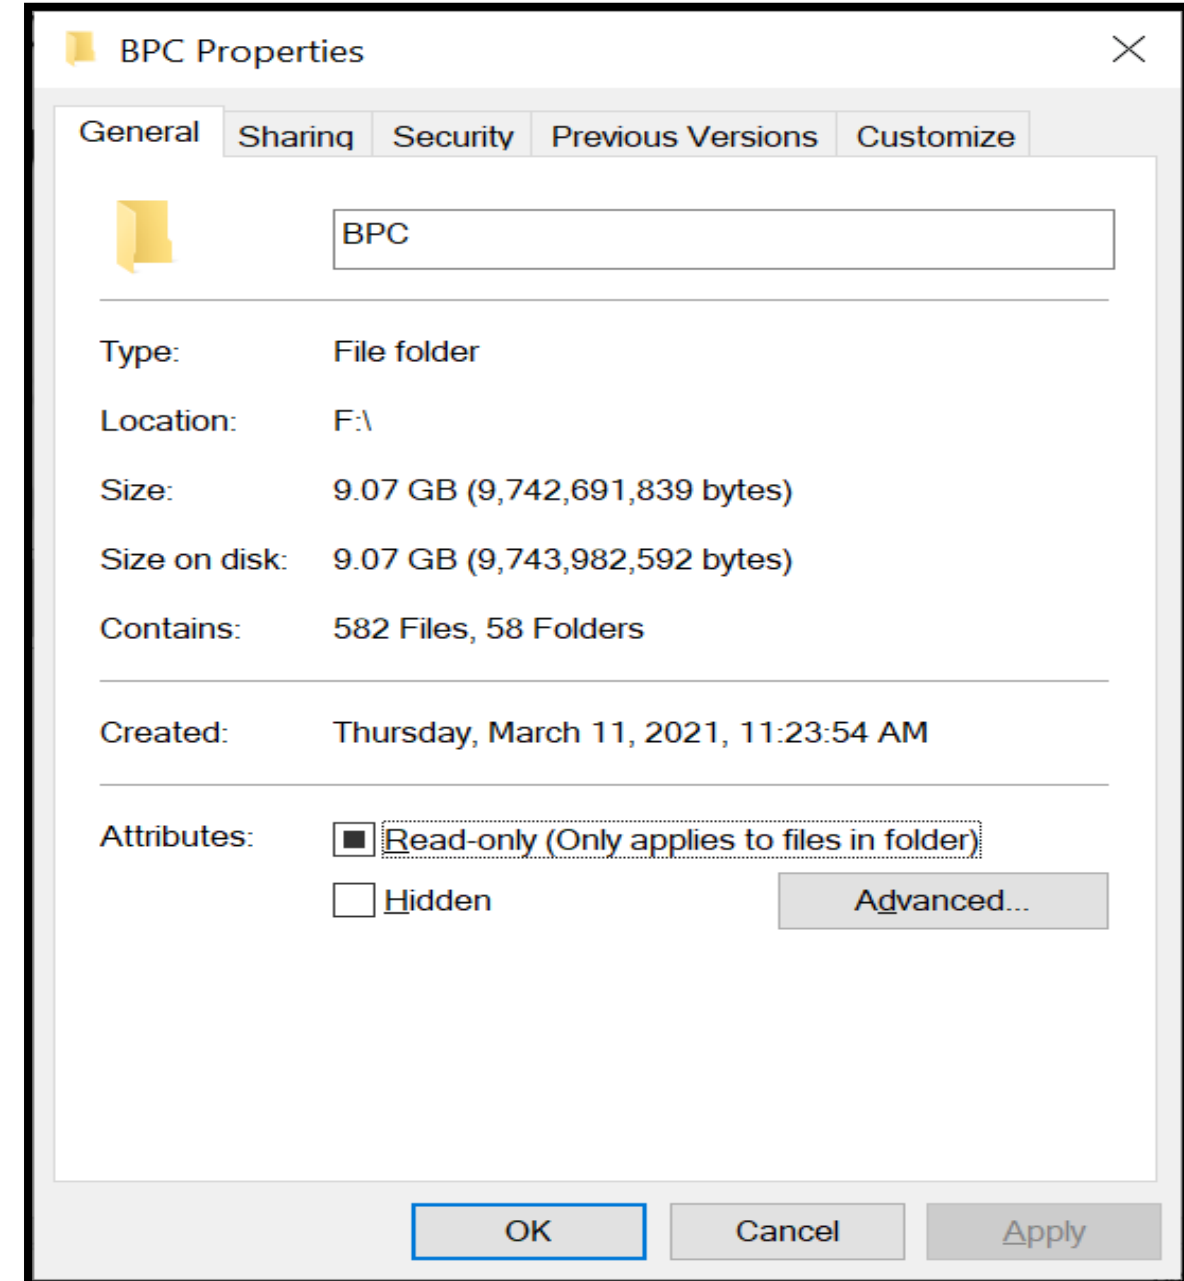 BPC Properties
General Sharing Security Previous Versions Customize
BPC
Type: File folder
Location: F:\
Size: 9.07 GB (9,742,691,839 bytes)
Size on disk: 9.07 GB (9,743,982,592 bytes)
Contains: 582 Files, 58 Folders
Created: Thursday, March 11, 2021, 11:23:54 AM
Attributes: Read-only (Only applies to files in folder)
Hidden Advanced...
OK Cancel Apply